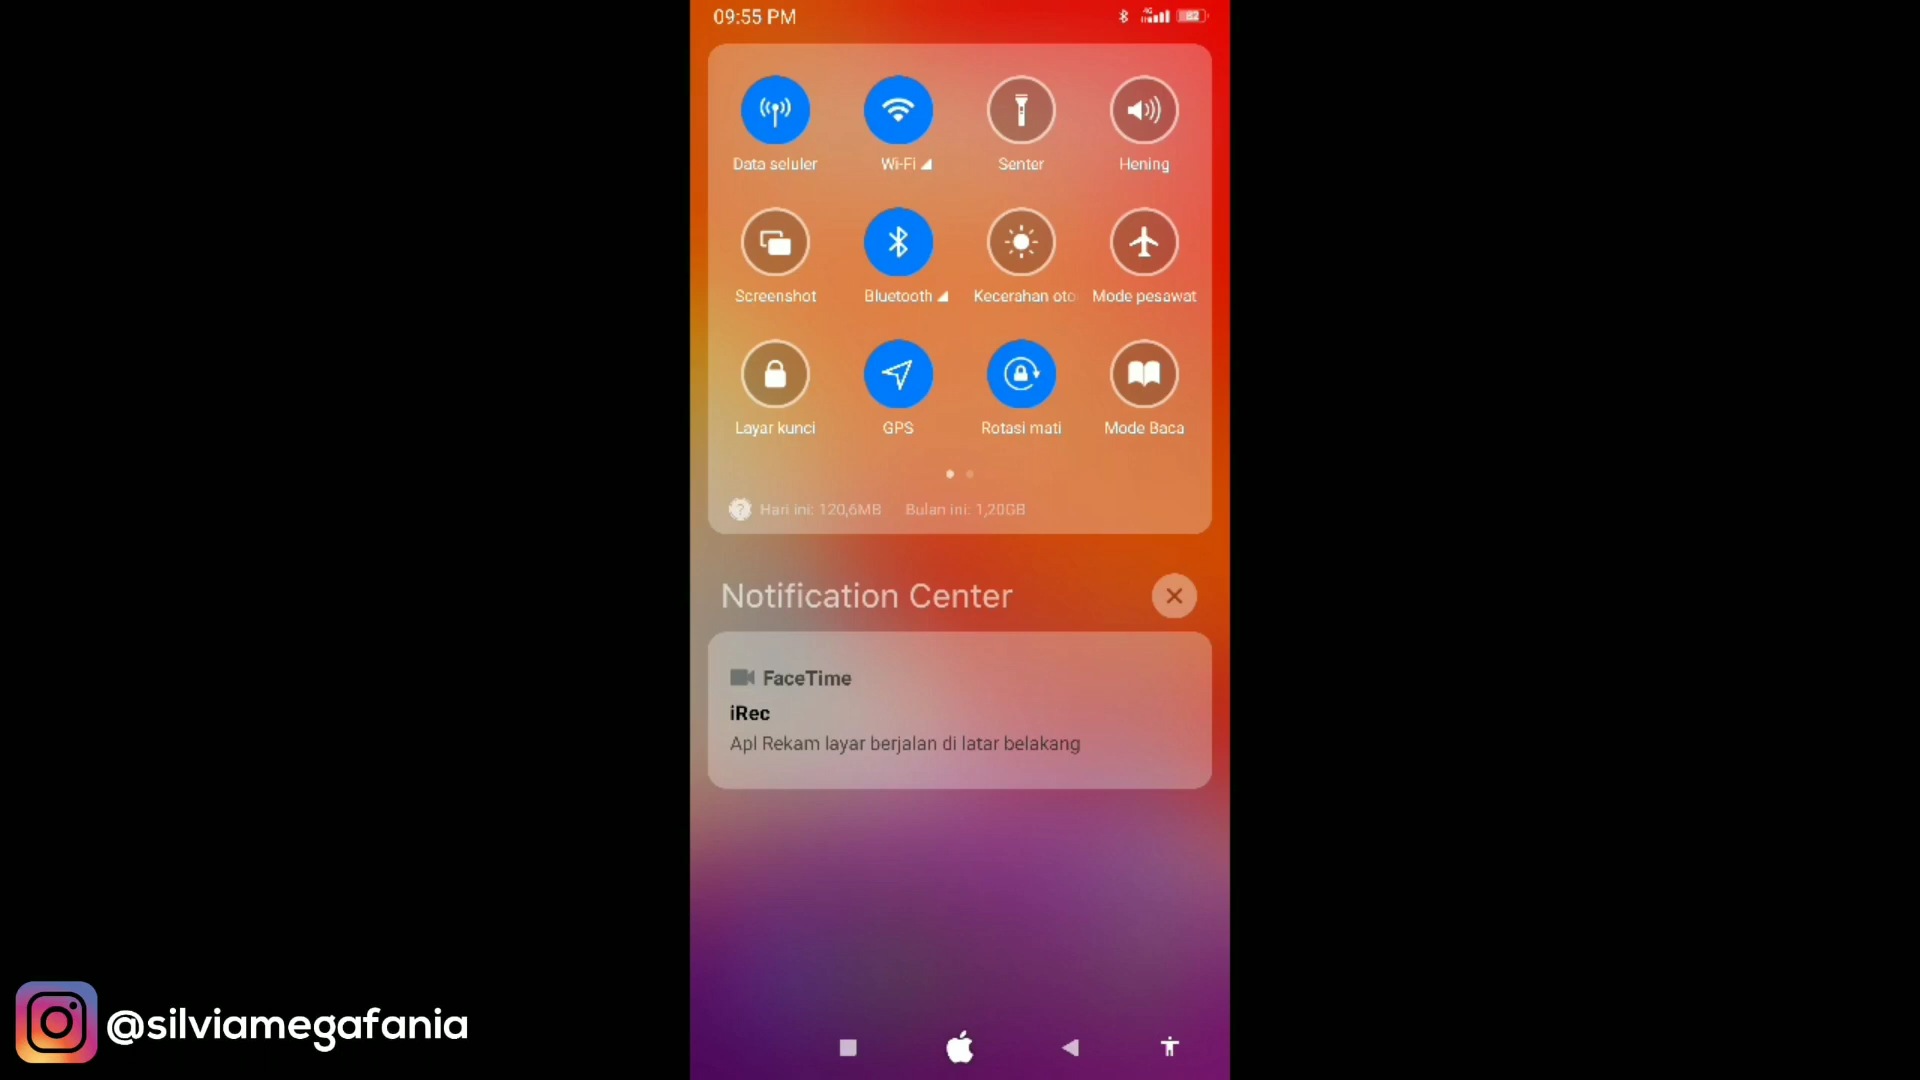 09:55 PM
4G
82
Data seluler
Wi-Fi
Senter
Hening
Screenshot
Bluetooth
Kecerahan oto
Mode pesawat
Layar kunci
GPS
Rotasi mati
Mode Baca
? Hari ini: 120,6MB Bulan ini: 1,20GB
Notification Center
FaceTime
iRec
Apl Rekam layar berjalan di latar belakang
@silviamegafania